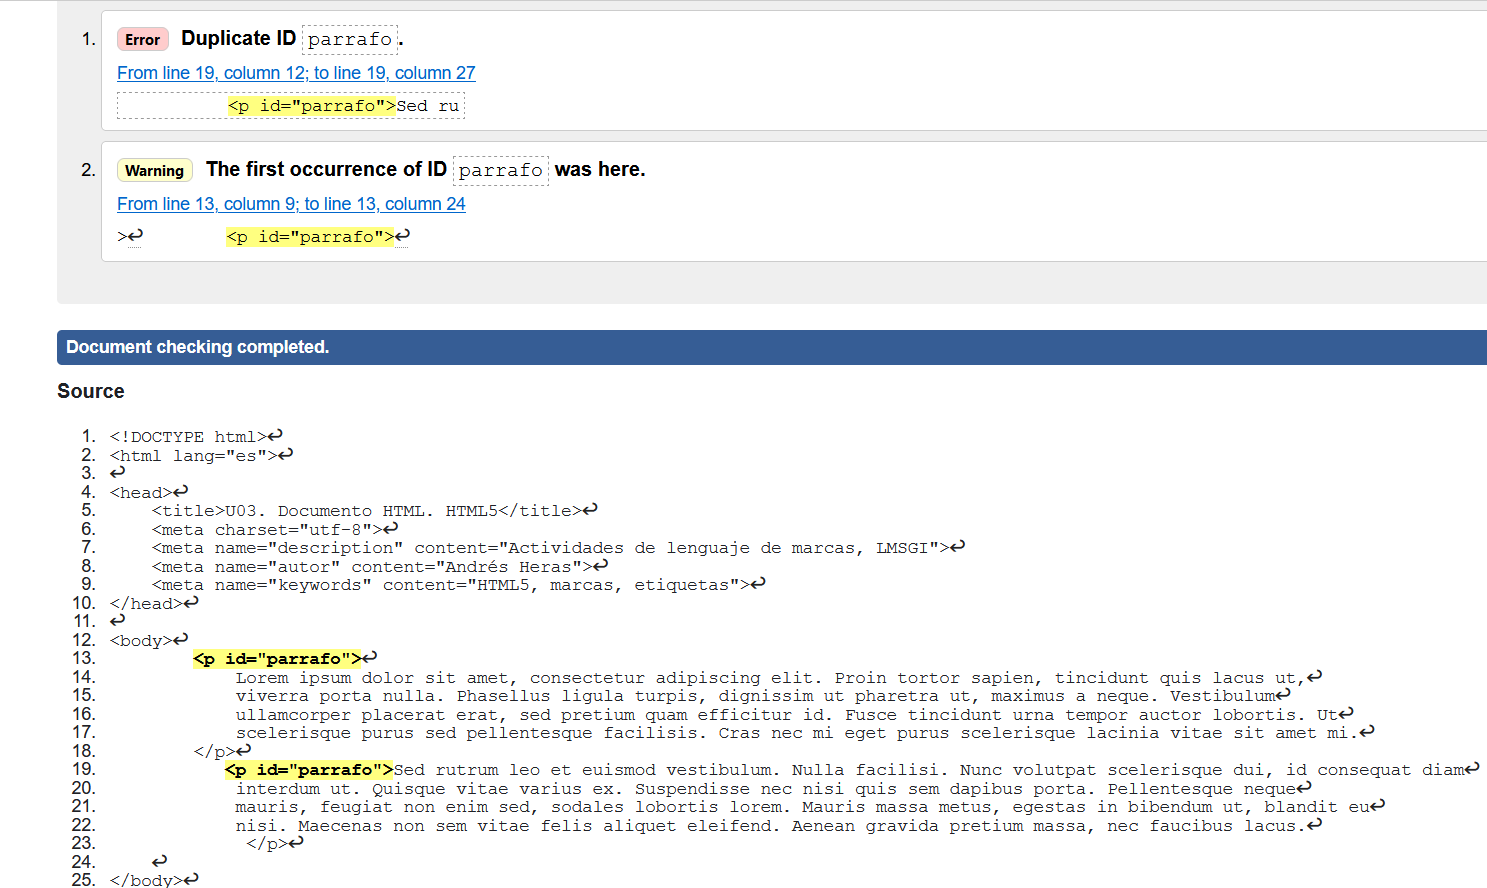 1. Error Duplicate ID parrafo.
From line 19, column 12; to line 19, column 27
<p id="parrafo">Sed ru
2. Warning The first occurrence of ID parrafo was here.
From line 13, column 9; to line 13, column 24
>↩ <p id="parrafo">↩
Document checking completed.
Source
1. <!DOCTYPE html>↩
2. <html lang="es">↩
3. ↩
4. <head>↩
5. <title>U03. Documento HTML. HTML5</title>↩
6. <meta charset="utf-8">↩
7. <meta name="description" content="Actividades de lenguaje de marcas, LMSGI">↩
8. <meta name="autor" content="Andrés Heras">↩
9. <meta name="keywords" content="HTML5, marcas, etiquetas">↩
10. </head>↩
11. ↩
12. <body>↩
13. <p id="parrafo">↩
14. Lorem ipsum dolor sit amet, consectetur adipiscing elit. Proin tortor sapien, tincidunt quis lacus ut,↩
15. viverra porta nulla. Phasellus ligula turpis, dignissim ut pharetra ut, maximus a neque. Vestibulum↩
16. ullamcorper placerat erat, sed pretium quam efficitur id. Fusce tincidunt urna tempor auctor lobortis. Ut↩
17. scelerisque purus sed pellentesque facilisis. Cras nec mi eget purus scelerisque lacinia vitae sit amet mi.↩
18. </p>↩
19. <p id="parrafo">Sed rutrum leo et euismod vestibulum. Nulla facilisi. Nunc volutpat scelerisque dui, id consequat diam↩
20. interdum ut. Quisque vitae varius ex. Suspendisse nec nisi quis sem dapibus porta. Pellentesque neque↩
21. mauris, feugiat non enim sed, sodales lobortis lorem. Mauris massa metus, egestas in bibendum ut, blandit eu↩
22. nisi. Maecenas non sem vitae felis aliquet eleifend. Aenean gravida pretium massa, nec faucibus lacus.↩
23. </p>↩
24. ↩
25. </body>↩